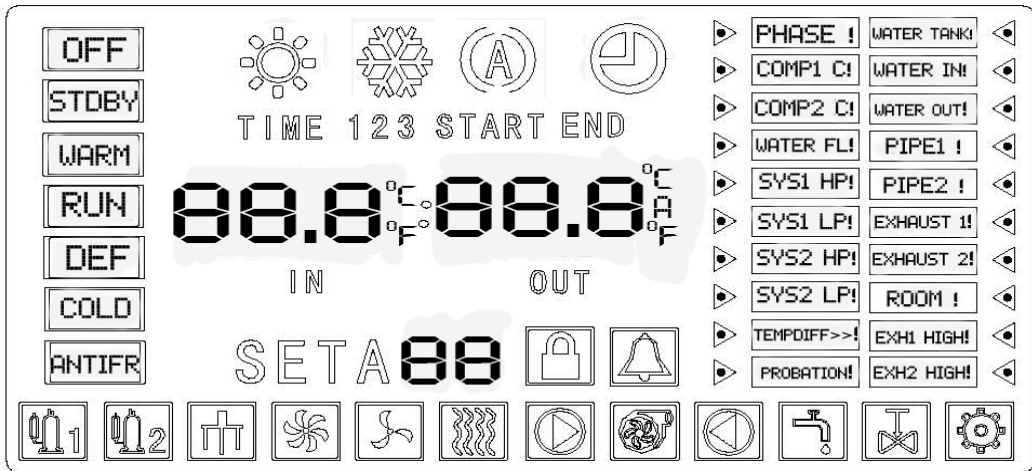 OFF
STDBY
WARM
RUN
DEF
COLD
ANTIFR
A
TIME 1 2 3 START END
88.8 °C °F
88.8 °C A °F
IN
OUT
SETA 88
PHASE ! WATER TANK!
COMP1 C! WATER IN!
COMP2 C! WATER OUT!
WATER FL! PIPE1 !
SYS1 HP! PIPE2 !
SYS1 LP! EXHAUST 1!
SYS2 HP! EXHAUST 2!
SYS2 LP! ROOM !
TEMPDIFF>>! EXH1 HIGH!
PROBATION! EXH2 HIGH!
1 2